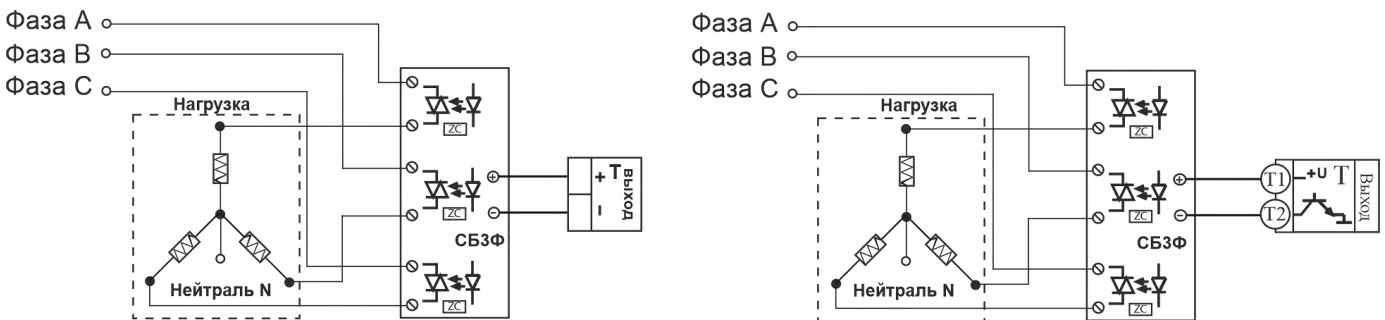 Фаза А
Фаза В
Фаза С
Нагрузка
ZC
ZC
ZC
+
-
+ Т
-
выход
СБ3Ф
Нейтраль N
Фаза А
Фаза В
Фаза С
Нагрузка
ZC
ZC
ZC
+
-
T1
T2
+U T
Выход
СБ3Ф
Нейтраль N